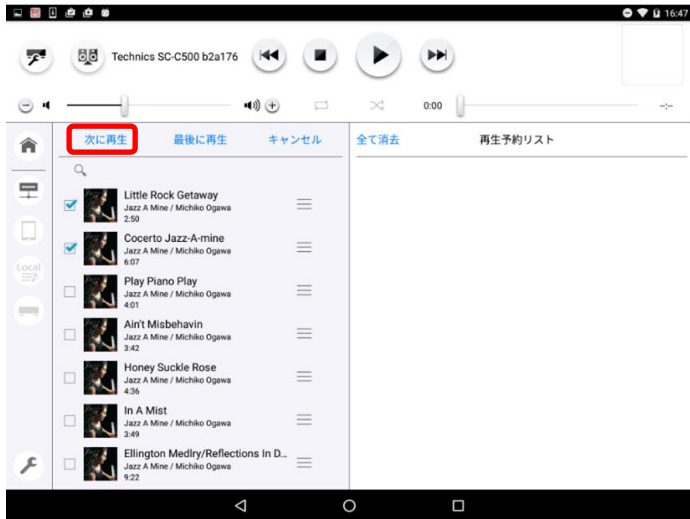 16:47
Technics SC-C500 b2a176
0:00
--:--
次に再生
最後に再生
キャンセル
全て消去
再生予約リスト
Little Rock Getaway
Jazz A Mine / Michiko Ogawa
2:50
Cocerto Jazz-A-mine
Jazz A Mine / Michiko Ogawa
6:07
Local
Play Piano Play
Jazz A Mine / Michiko Ogawa
4:01
Ain't Misbehavin
Jazz A Mine / Michiko Ogawa
3:42
Honey Suckle Rose
Jazz A Mine / Michiko Ogawa
4:36
In A Mist
Jazz A Mine / Michiko Ogawa
3:49
Ellington Medlry/Reflections In D...
Jazz A Mine / Michiko Ogawa
9:22